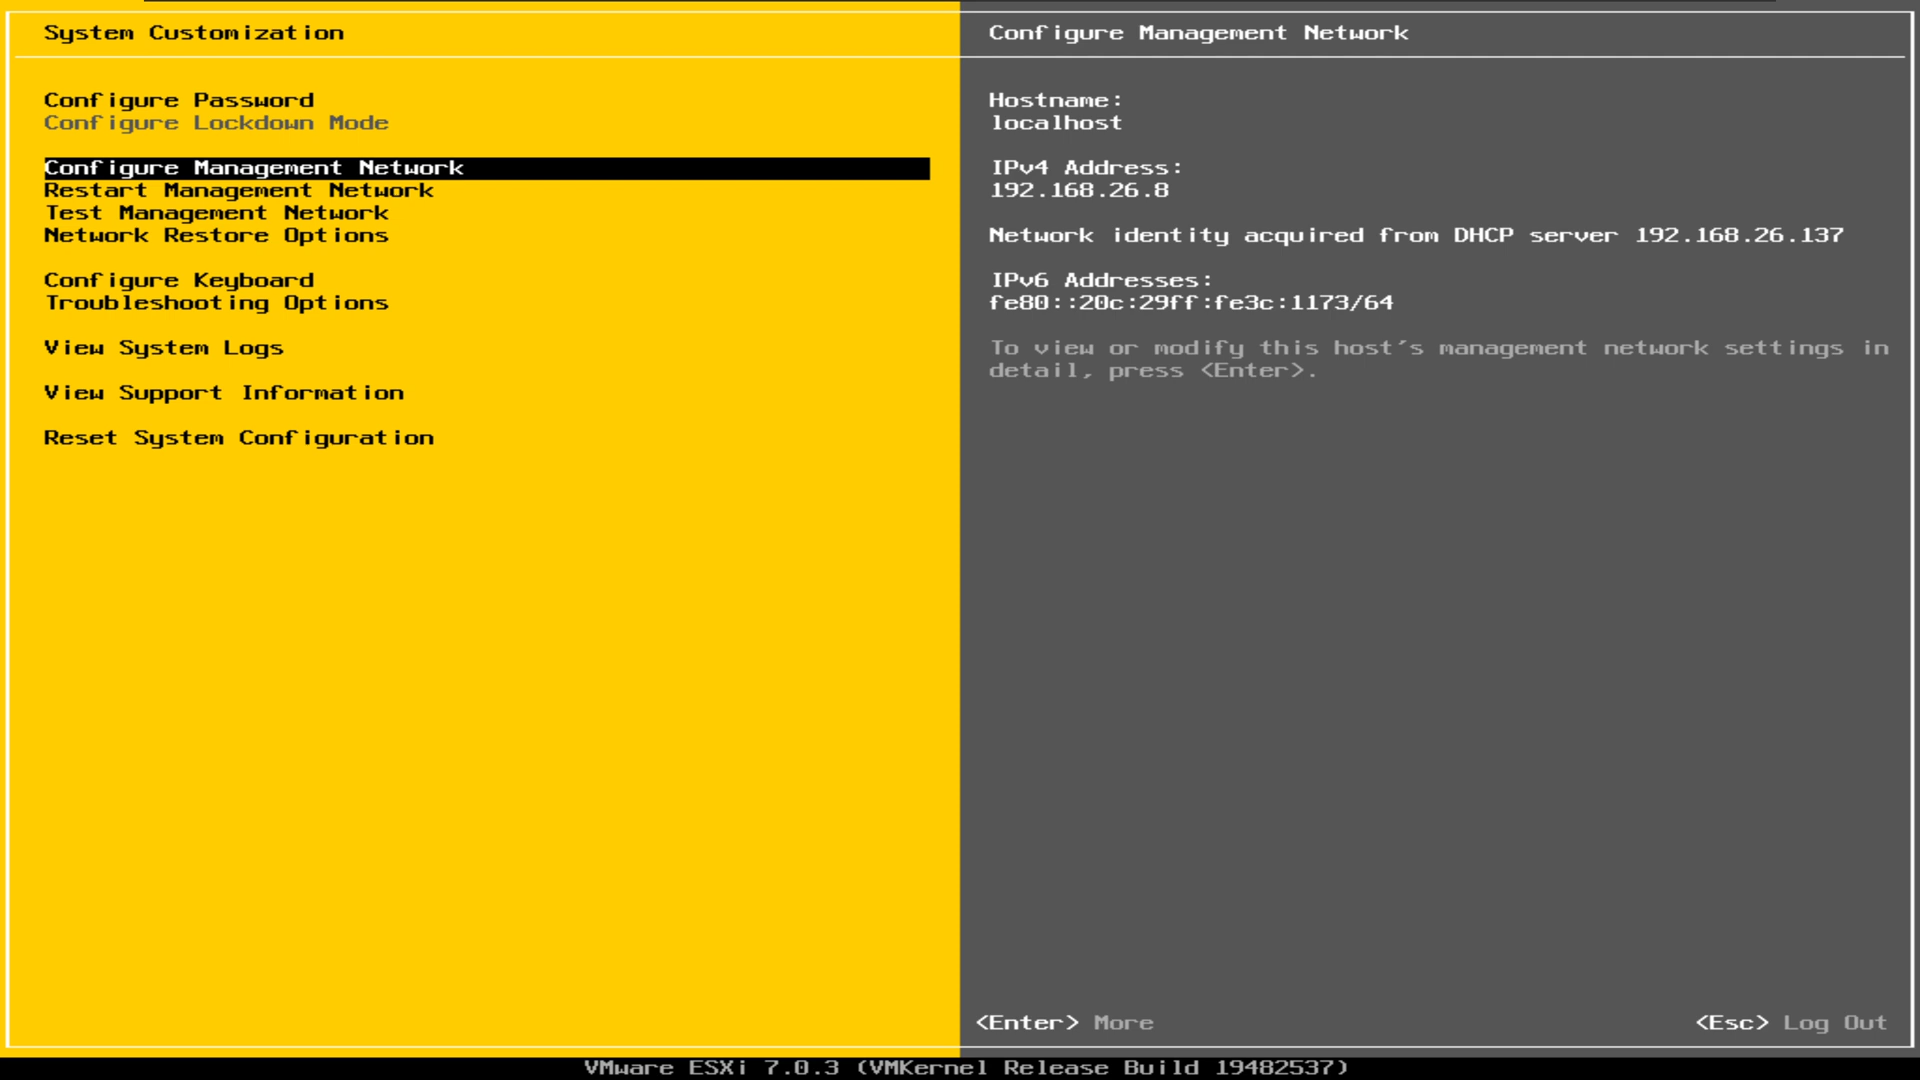 System Customization
Configure Password
Configure Lockdown Mode
Configure Management Network
Restart Management Network
Test Management Network
Network Restore Options
Configure Keyboard
Troubleshooting Options
View System Logs
View Support Information
Reset System Configuration
Configure Management Network
Hostname:
localhost
IPv4 Address:
192.168.26.8
Network identity acquired from DHCP server 192.168.26.137
IPv6 Addresses:
fe80::20c:29ff:fe3c:1173/64
To view or modify this host's management network settings in
detail, press <Enter>.
<Enter> More
<Esc> Log Out
VMware ESXi 7.0.3 (VMKernel Release Build 19482537)